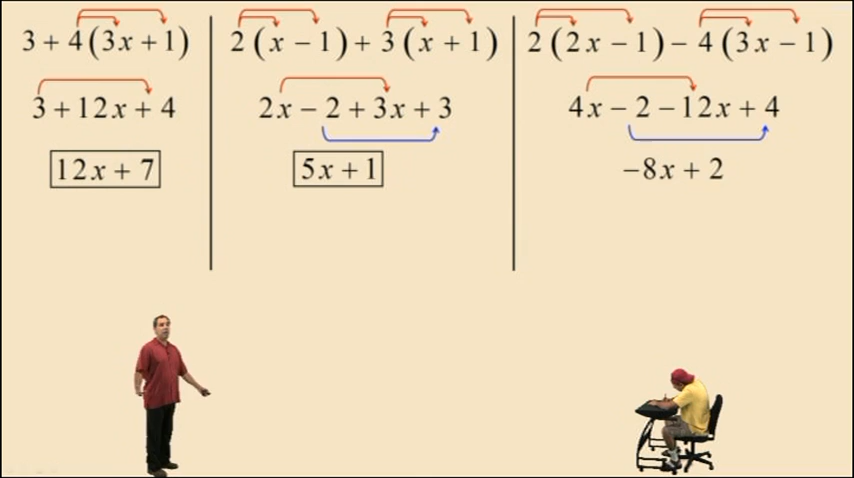 3 + 4(3x + 1)
3 + 12x + 4
12x + 7
2(x − 1) + 3(x + 1)
2x − 2 + 3x + 3
5x + 1
2(2x − 1) − 4(3x − 1)
4x − 2 − 12x + 4
−8x + 2